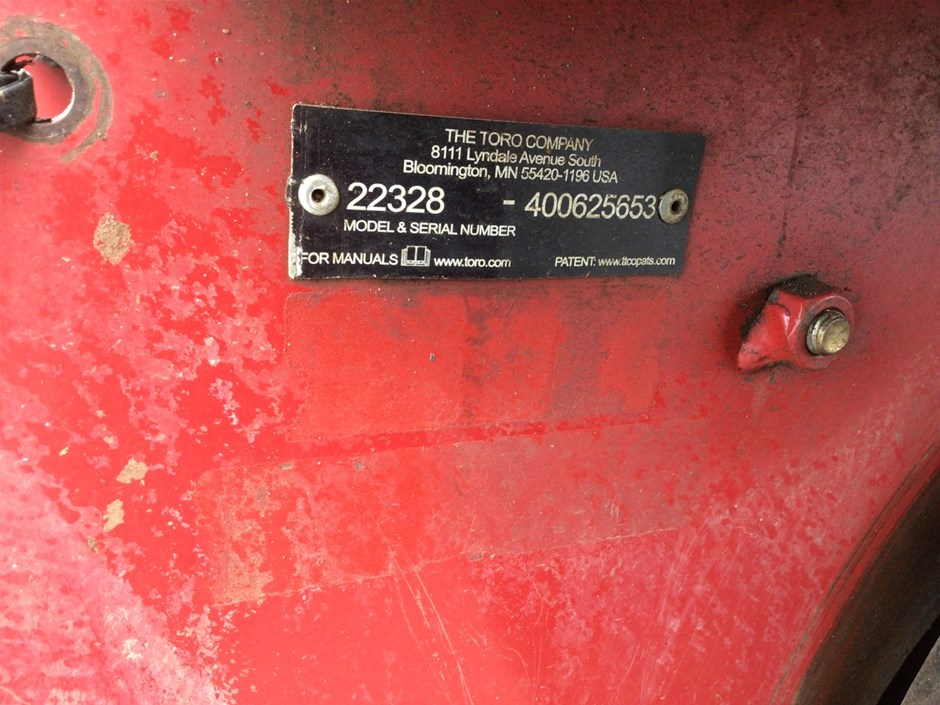 THE TORO COMPANY
8111 Lyndale Avenue South
Bloomington, MN 55420-1196 USA
22328 - 400625653
MODEL & SERIAL NUMBER
FOR MANUALS www.toro.com PATENT: www.ttcopats.com